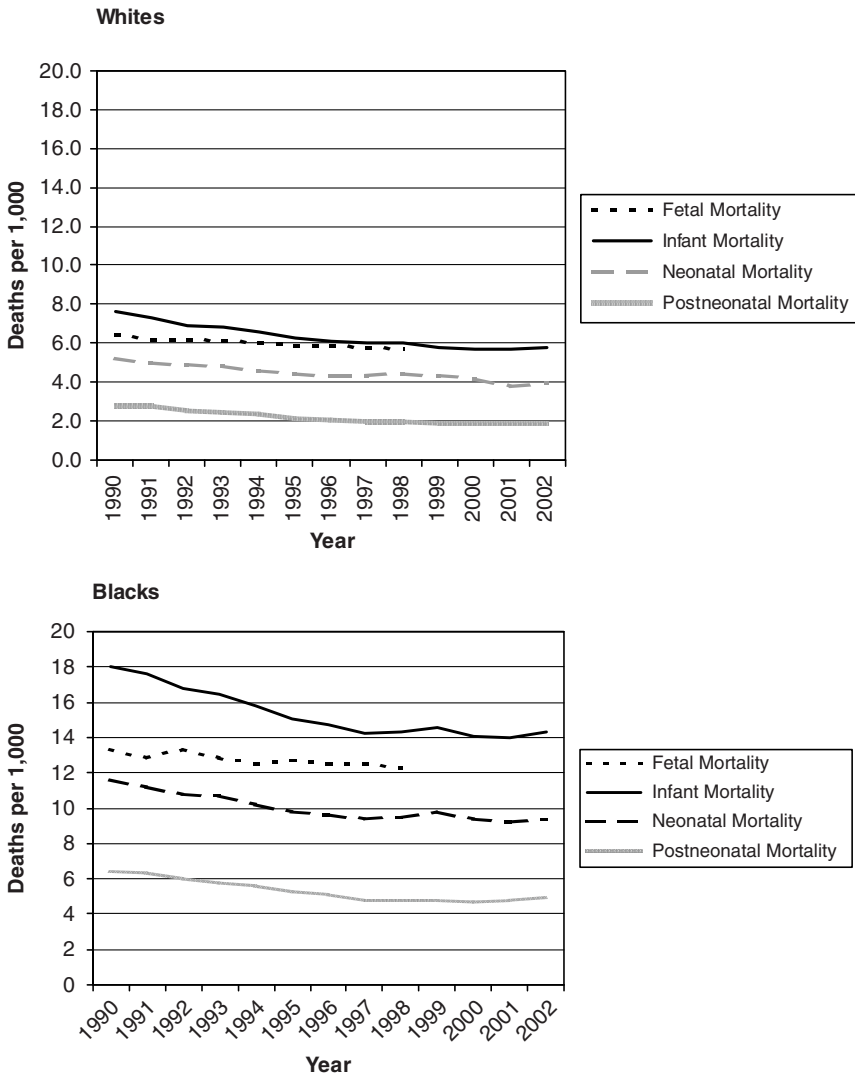 Whites
20.0
18.0
16.0
14.0
12.0
10.0
8.0
6.0
4.0
2.0
0.0
Deaths per 1,000
1990 1991 1992 1993 1994 1995 1996 1997 1998 1999 2000 2001 2002
Year
Fetal Mortality
Infant Mortality
Neonatal Mortality
Postneonatal Mortality
Blacks
20
18
16
14
12
10
8
6
4
2
0
Deaths per 1,000
1990 1991 1992 1993 1994 1995 1996 1997 1998 1999 2000 2001 2002
Year
Fetal Mortality
Infant Mortality
Neonatal Mortality
Postneonatal Mortality